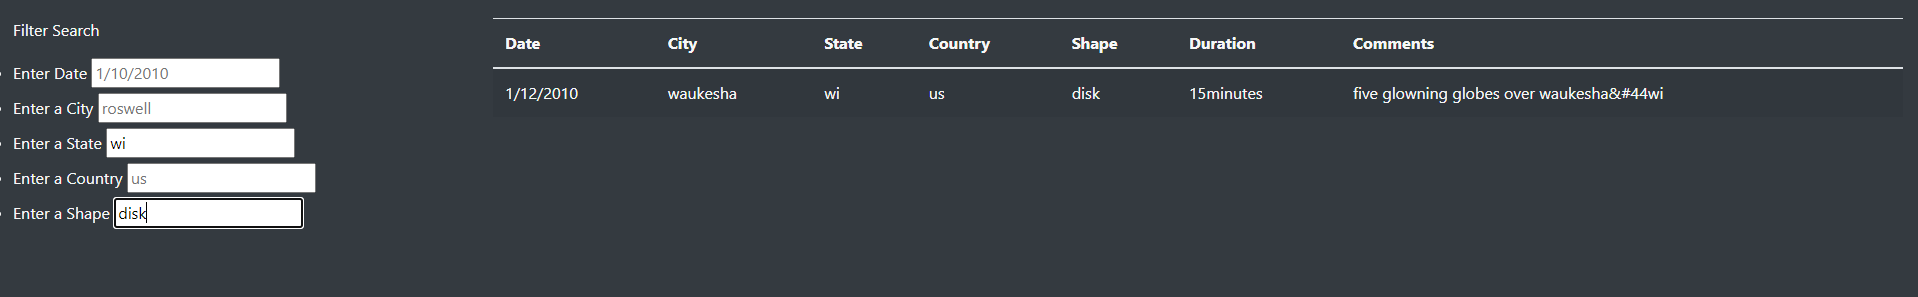 Filter Search
Enter Date 1/10/2010
Enter a City roswell
Enter a State wi
Enter a Country us
Enter a Shape disk
Date City State Country Shape Duration Comments
1/12/2010 waukesha wi us disk 15minutes five glowning globes over waukesha&#44wi